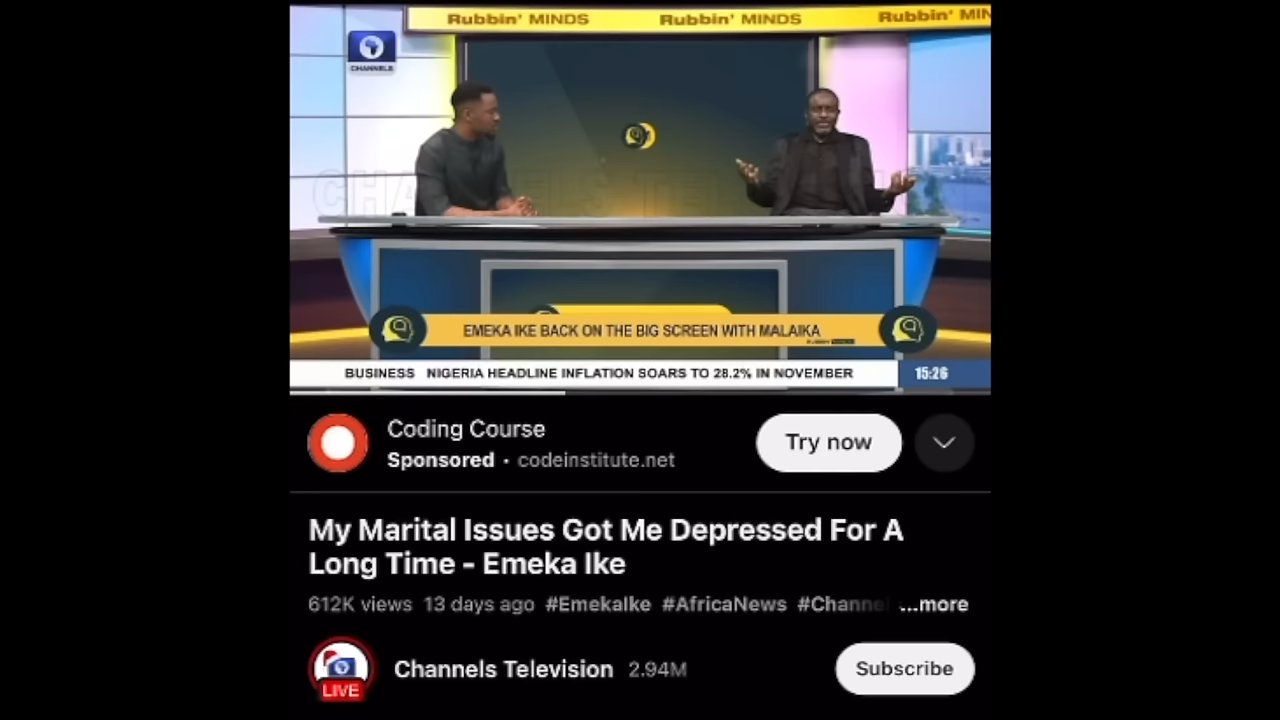 Rubbin' MINDS Rubbin' MINDS Rubbin' MIN
CHANNELS
EMEKA IKE BACK ON THE BIG SCREEN WITH MALAIKA
BUSINESS NIGERIA HEADLINE INFLATION SOARS TO 28.2% IN NOVEMBER 15:26
Coding Course
Sponsored · codeinstitute.net
Try now
My Marital Issues Got Me Depressed For A
Long Time - Emeka Ike
612K views 13 days ago #EmekaIke #AfricaNews #Channe ...more
LIVE
Channels Television 2.94M
Subscribe